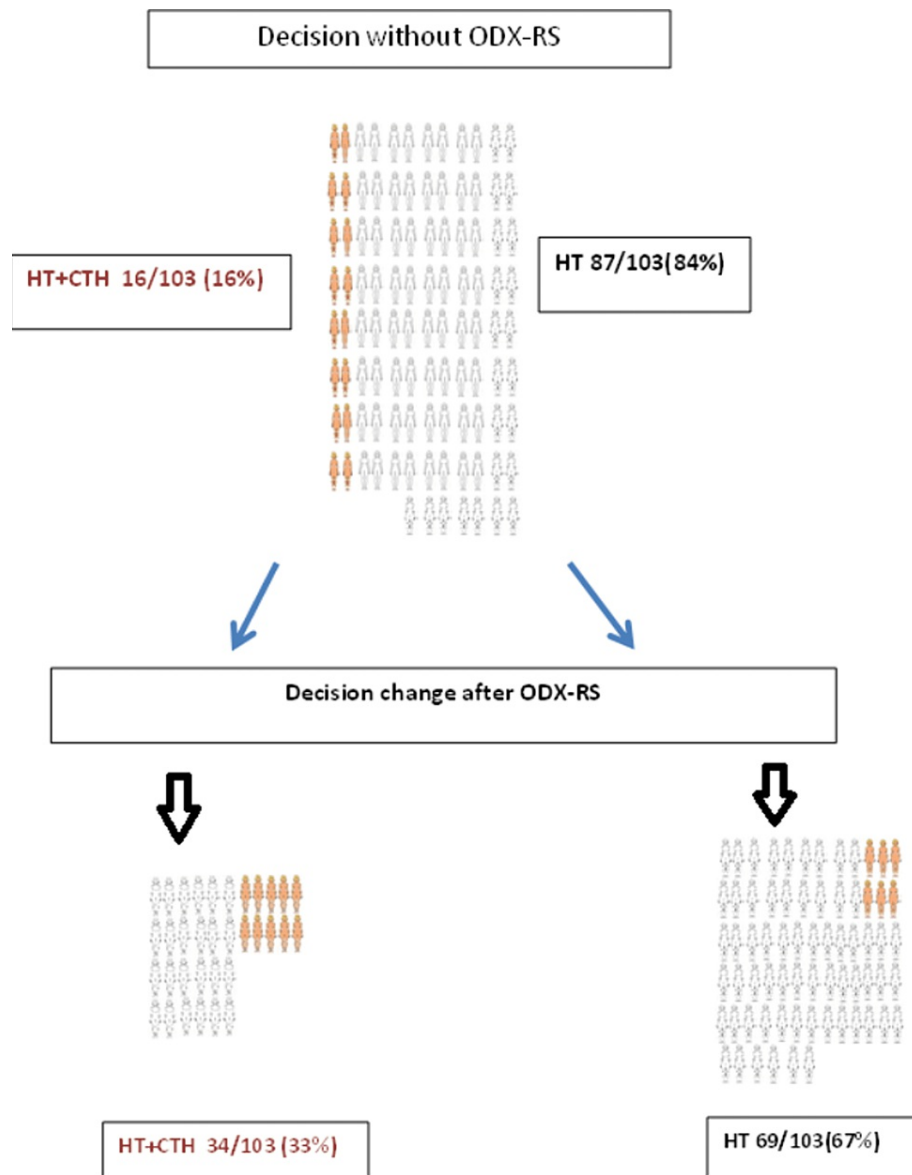 Decision without ODX-RS
HT+CTH 16/103 (16%)
HT 87/103(84%)
Decision change after ODX-RS
HT+CTH 34/103 (33%)
HT 69/103(67%)